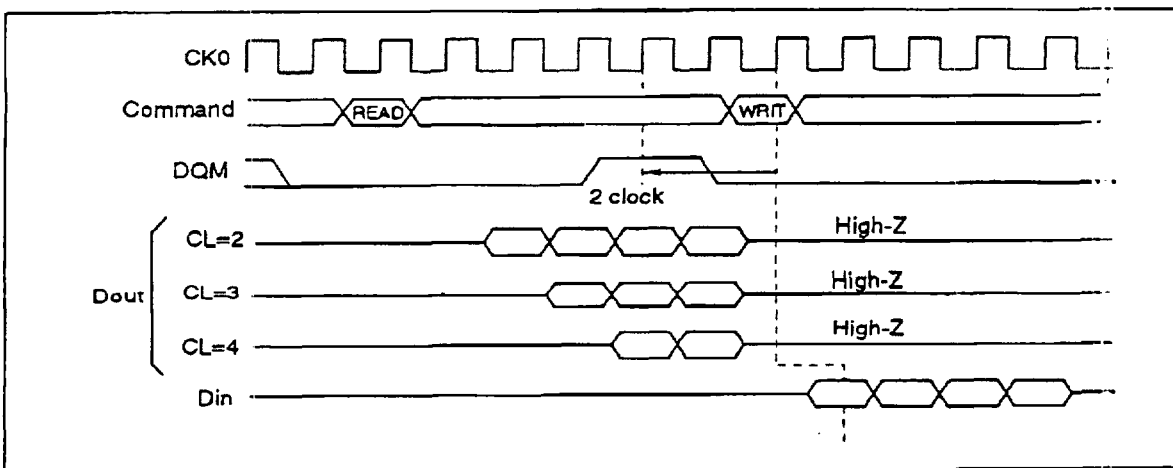 CK0
Command READ WRIT
DQM
2 clock
CL=2 High-Z
Dout CL=3 High-Z
CL=4 High-Z
Din